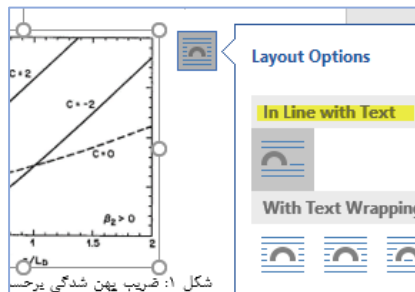 Layout Options
In Line with Text
With Text Wrapping
C=2
C=-2
C=0
β₂ > 0
1 1.5 2
/L_D
شکل ۱: ضریب پهن شدگی برحسب